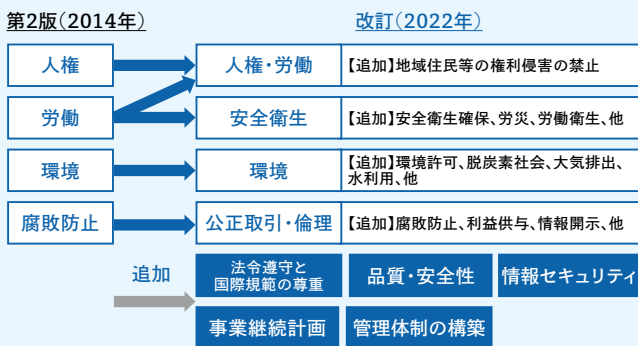 第2版(2014年)
改訂(2022年)
人権
人権・労働
【追加】地域住民等の権利侵害の禁止
労働
安全衛生
【追加】安全衛生確保、労災、労働衛生、他
環境
環境
【追加】環境許可、脱炭素社会、大気排出、
水利用、他
腐敗防止
公正取引・倫理
【追加】腐敗防止、利益供与、情報開示、他
追加
法令遵守と
国際規範の尊重
品質・安全性
情報セキュリティ
事業継続計画
管理体制の構築